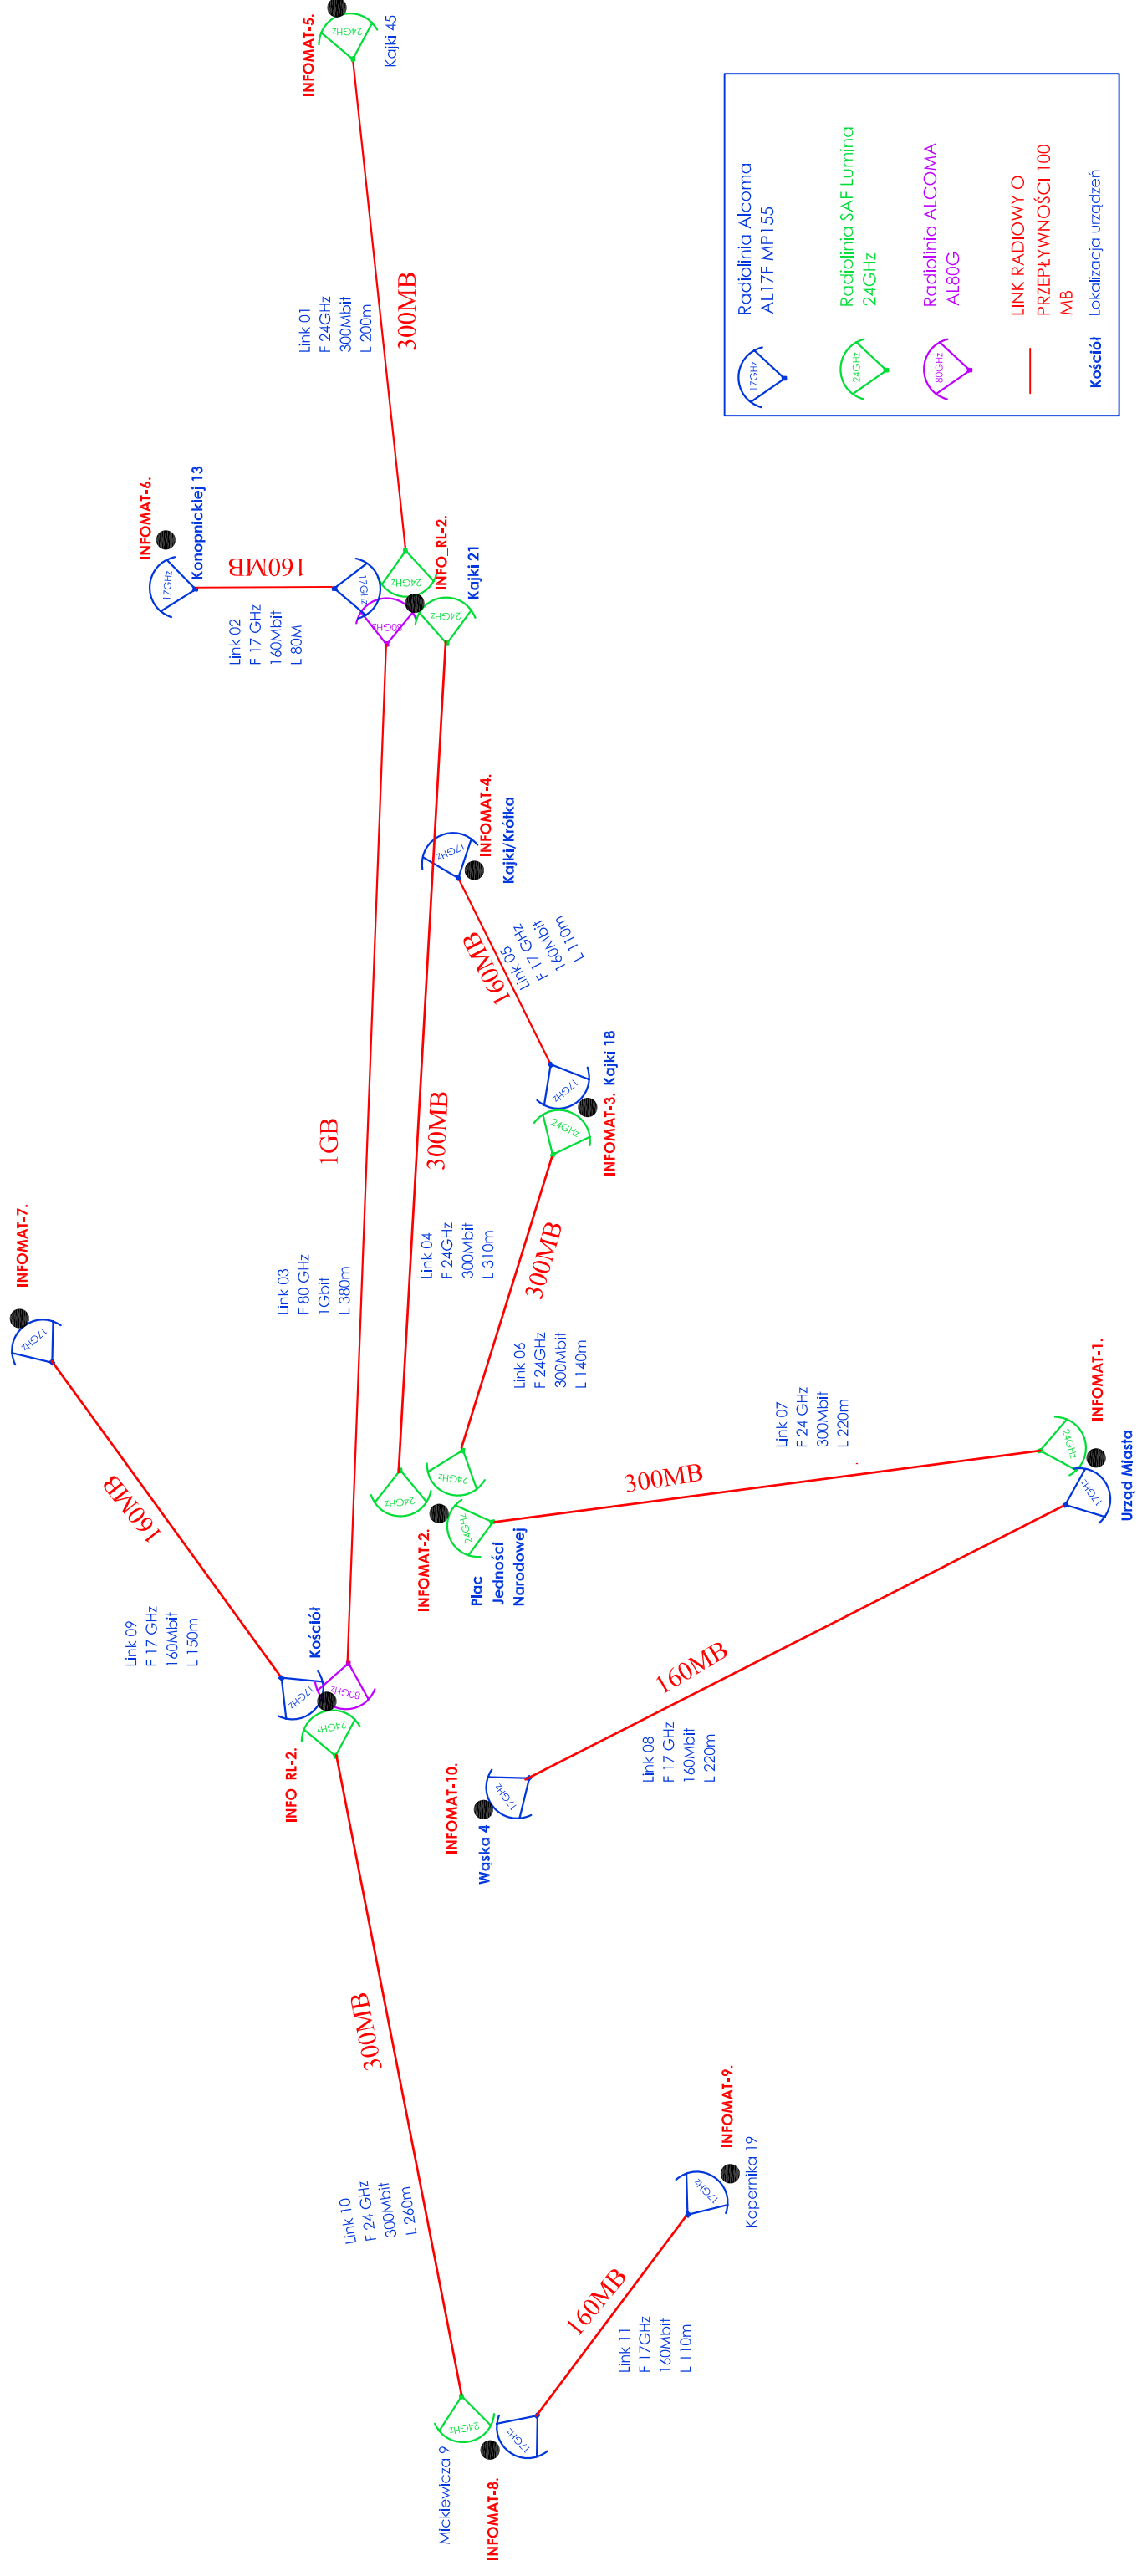 INFOMAT-5.
24GHz
Kajki 45
Link 01
F 24GHz
300Mbit
L 200m
300MB
INFOMAT-6.
Konopnickiej 13
17GHz
160MB
Link 02
F 17 GHz
160Mbit
L 80M
17GHz
24GHz
80GHz
24GHz
INFO_RL-2.
Kajki 21
INFOMAT-4.
Kajki/Krótka
17GHz
160MB
Link 05
F 17 GHz
160Mbit
L 110m
17GHz
24GHz
INFOMAT-3. Kajki 18
1GB
Link 03
F 80 GHz
1Gbit
L 380m
300MB
Link 04
F 24GHz
300Mbit
L 310m
300MB
Link 06
F 24GHz
300Mbit
L 140m
INFOMAT-7.
17GHz
160MB
Link 09
F 17 GHz
160Mbit
L 150m
Kościół
17GHz
80GHz
24GHz
INFO_RL-2.
24GHz
24GHz
24GHz
INFOMAT-2.
Plac
Jedności
Narodowej
Link 07
F 24 GHz
300Mbit
L 220m
300MB
INFOMAT-1.
24GHz
17GHz
Urząd Miasta
160MB
Link 08
F 17 GHz
160Mbit
L 220m
INFOMAT-10.
Wąska 4
17GHz
300MB
Link 10
F 24 GHz
300Mbit
L 260m
INFOMAT-9.
Kopernika 19
17GHz
160MB
Link 11
F 17GHz
160Mbit
L 110m
Mickiewicza 9
24GHz
17GHz
INFOMAT-8.
17GHz
Radiolinia Alcoma
AL17F MP155
24GHz
Radiolinia SAF Lumina
24GHz
80GHz
Radiolinia ALCOMA
AL80G
LINK RADIOWY O
PRZEPŁYWNOŚCI 100
MB
Kościół Lokalizacja urządzeń